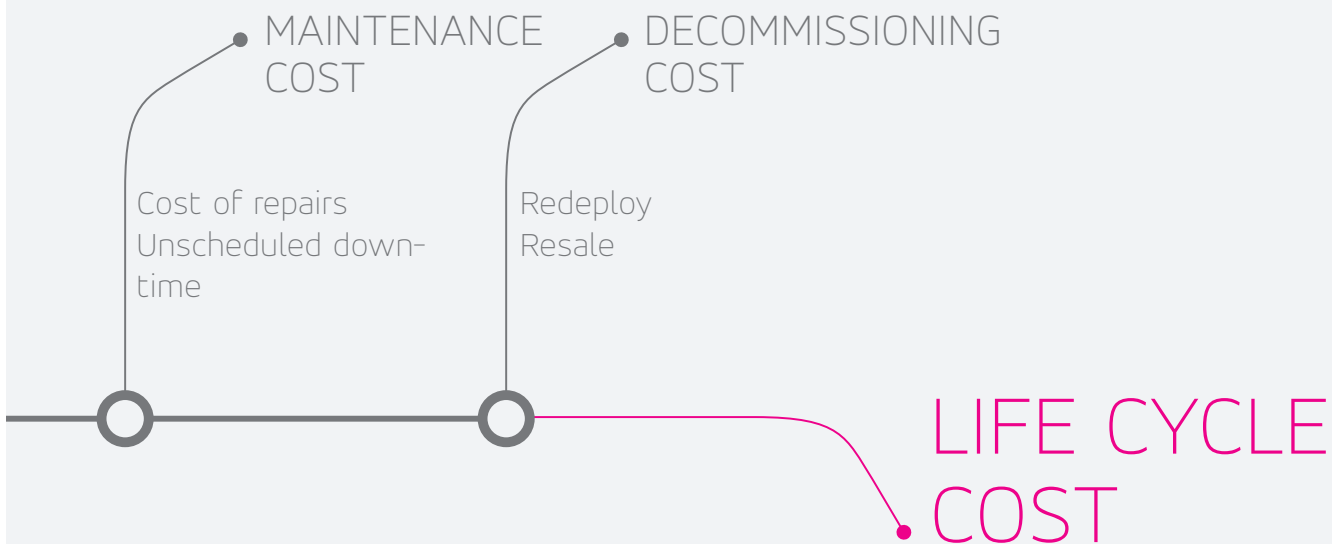 MAINTENANCE
COST
Cost of repairs
Unscheduled down-
time
DECOMMISSIONING
COST
Redeploy
Resale
LIFE CYCLE
COST